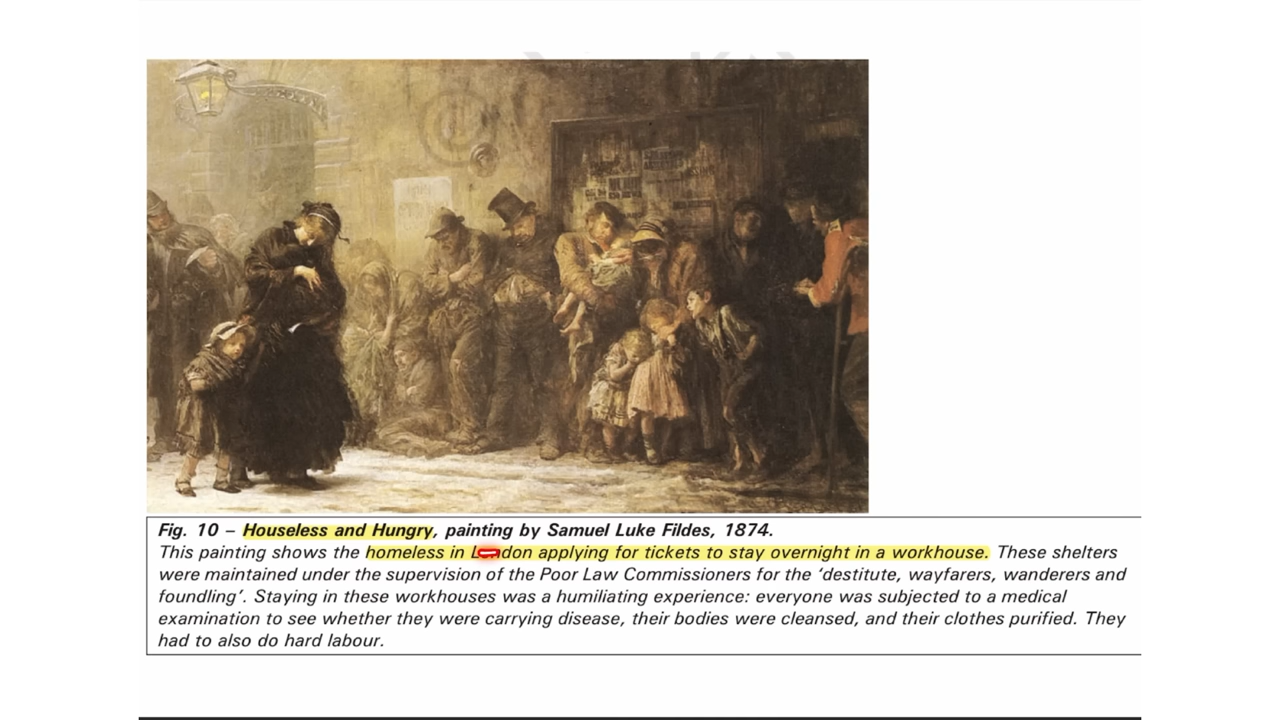 Fig. 10 – Houseless and Hungry, painting by Samuel Luke Fildes, 1874.
This painting shows the homeless in London applying for tickets to stay overnight in a workhouse. These shelters
were maintained under the supervision of the Poor Law Commissioners for the ‘destitute, wayfarers, wanderers and
foundling’. Staying in these workhouses was a humiliating experience: everyone was subjected to a medical
examination to see whether they were carrying disease, their bodies were cleansed, and their clothes purified. They
had to also do hard labour.